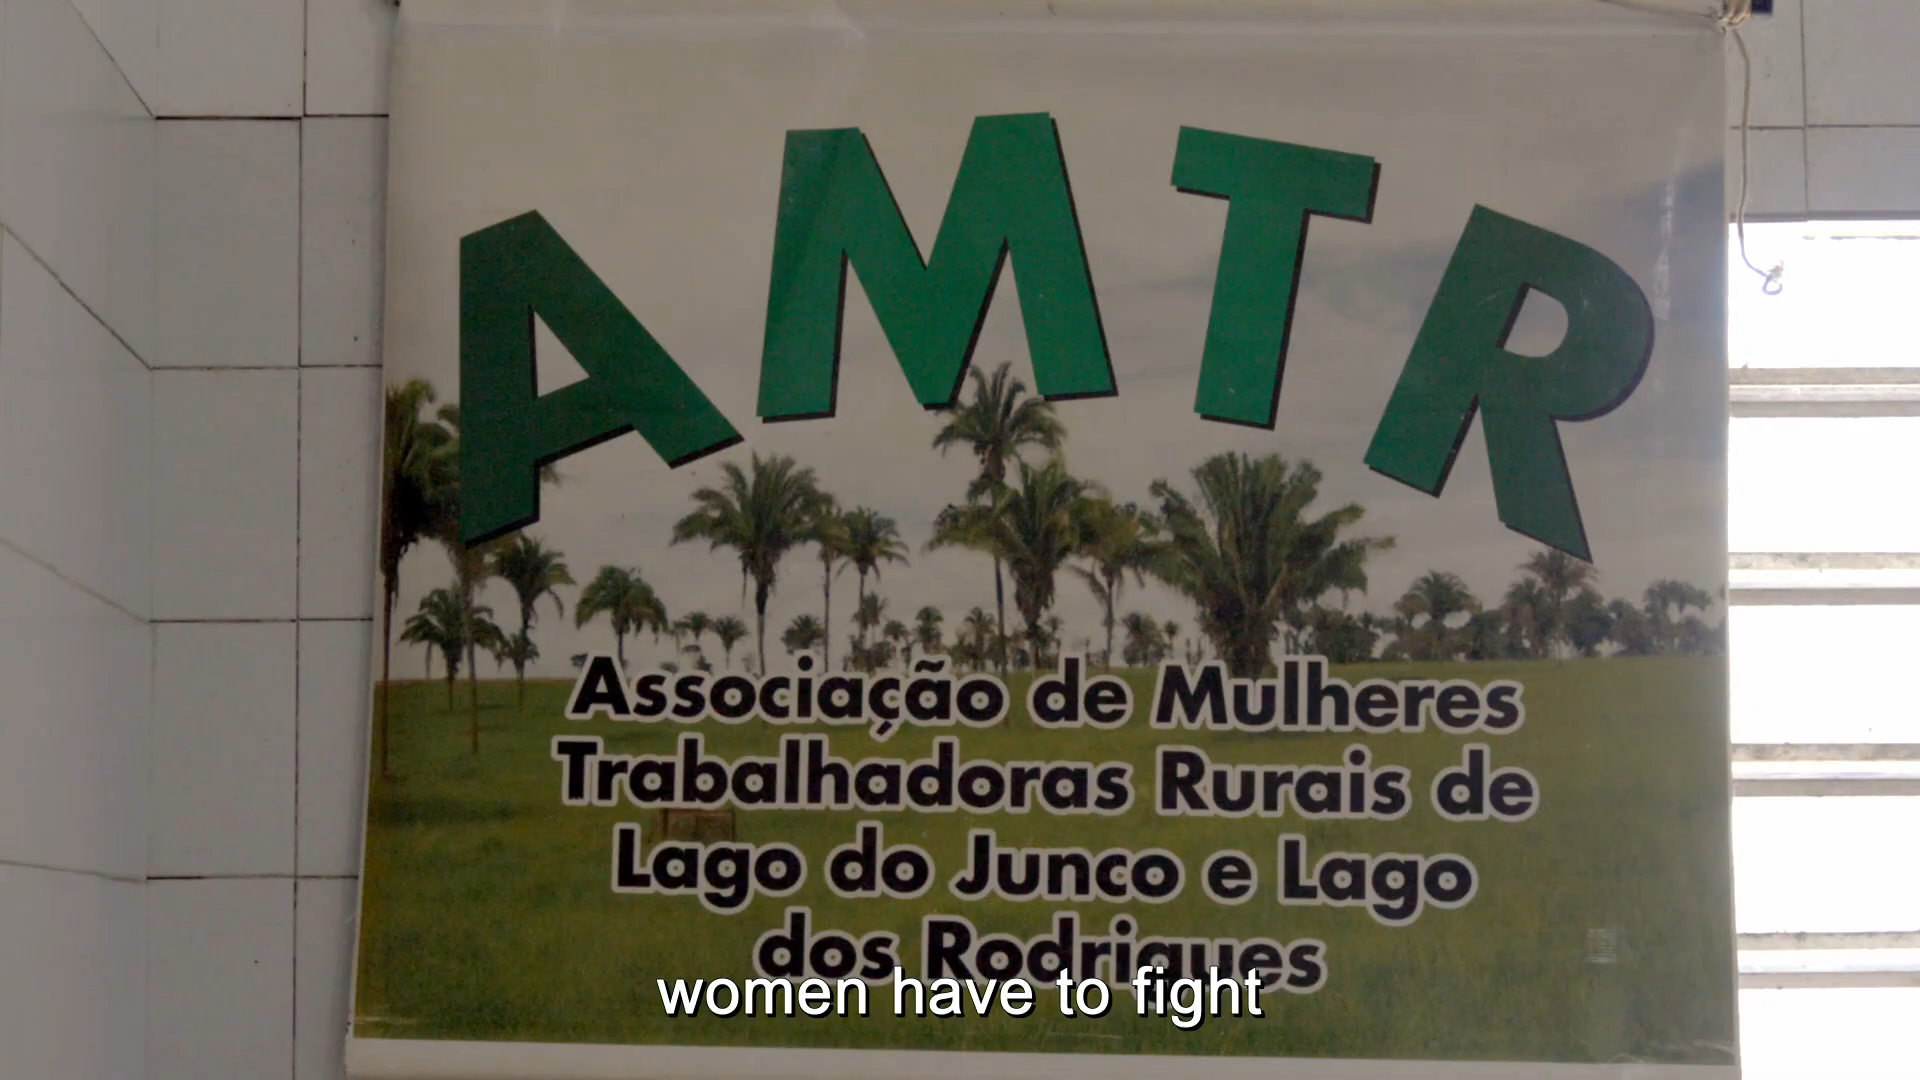 AMTR
Associação de Mulheres
Trabalhadoras Rurais de
Lago do Junco e Lago
dos Rodrigues
women have to fight